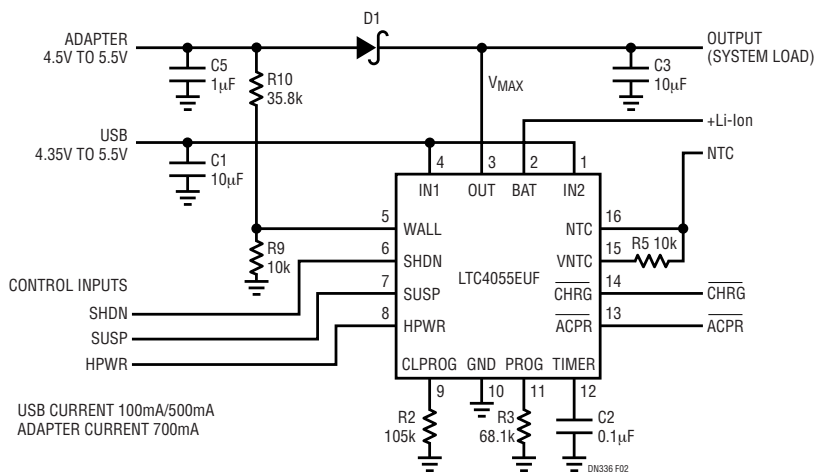 D1
ADAPTER
4.5V TO 5.5V
OUTPUT
(SYSTEM LOAD)
C5
1μF
R10
35.8k
VMAX
C3
10μF
USB
4.35V TO 5.5V
+Li-Ion
NTC
C1
10μF
4 3 2 1
IN1 OUT BAT IN2
5 WALL
NTC 16
R9
10k
6 SHDN
VNTC 15
R5 10k
LTC4055EUF
CONTROL INPUTS
7 SUSP
CHRG 14
CHRG
SHDN
8 HPWR
ACPR 13
ACPR
SUSP
HPWR
CLPROG GND PROG TIMER
9 10 11 12
USB CURRENT 100mA/500mA
ADAPTER CURRENT 700mA
R2
105k
R3
68.1k
C2
0.1μF
DN336 F02